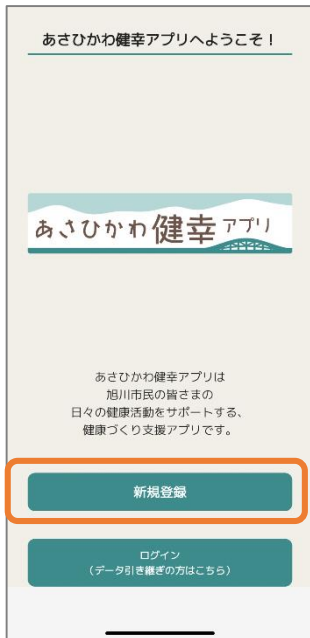 あさひかわ健幸アプリへようこそ！
あさひかわ健幸アプリ
あさひかわ健幸アプリは
旭川市民の皆さまの
日々の健康活動をサポートする、
健康づくり支援アプリです。
新規登録
ログイン
（データ引き継ぎの方はこちら）